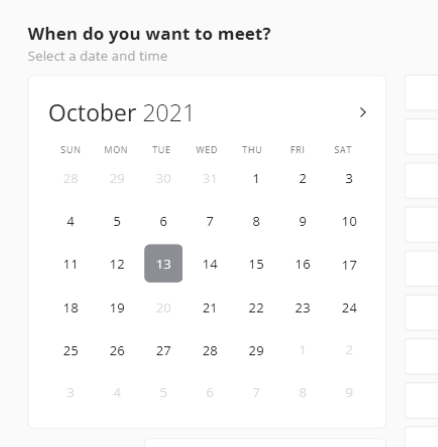 When do you want to meet?
Select a date and time
October 2021
SUN MON TUE WED THU FRI SAT
28 29 30 31 1 2 3
4 5 6 7 8 9 10
11 12 13 14 15 16 17
18 19 20 21 22 23 24
25 26 27 28 29 1 2
3 4 5 6 7 8 9